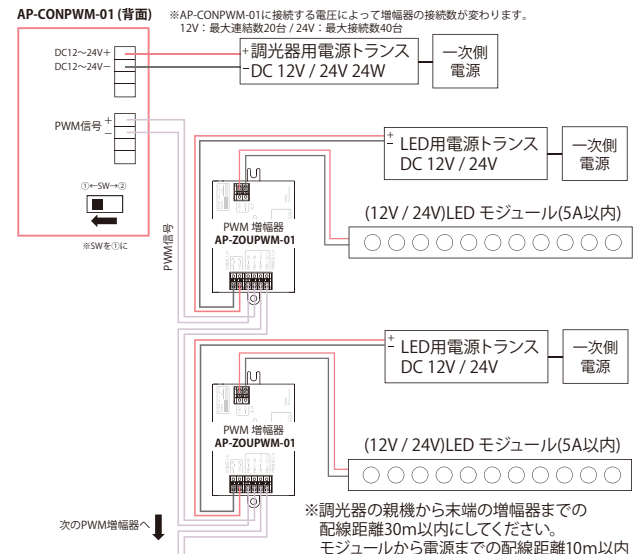 AP-CONPWM-01 (背面)
※AP-CONPWM-01に接続する電圧によって増幅器の接続数が変わります。
12V：最大連結数20台 / 24V：最大接続数40台
DC12〜24V＋
DC12〜24V−
+
−
調光器用電源トランス
DC 12V / 24V 24W
一次側
電源
PWM信号
+
−
①←SW→②
※SWを①に
PWM信号
+
−
LED用電源トランス
DC 12V / 24V
一次側
電源
PWM 増幅器
AP-ZOUPWM-01
(12V / 24V)LED モジュール(5A以内)
+
−
LED用電源トランス
DC 12V / 24V
一次側
電源
PWM 増幅器
AP-ZOUPWM-01
(12V / 24V)LED モジュール(5A以内)
次のPWM増幅器へ
※調光器の親機から末端の増幅器までの
配線距離30m以内にしてください。
モジュールから電源までの配線距離10m以内